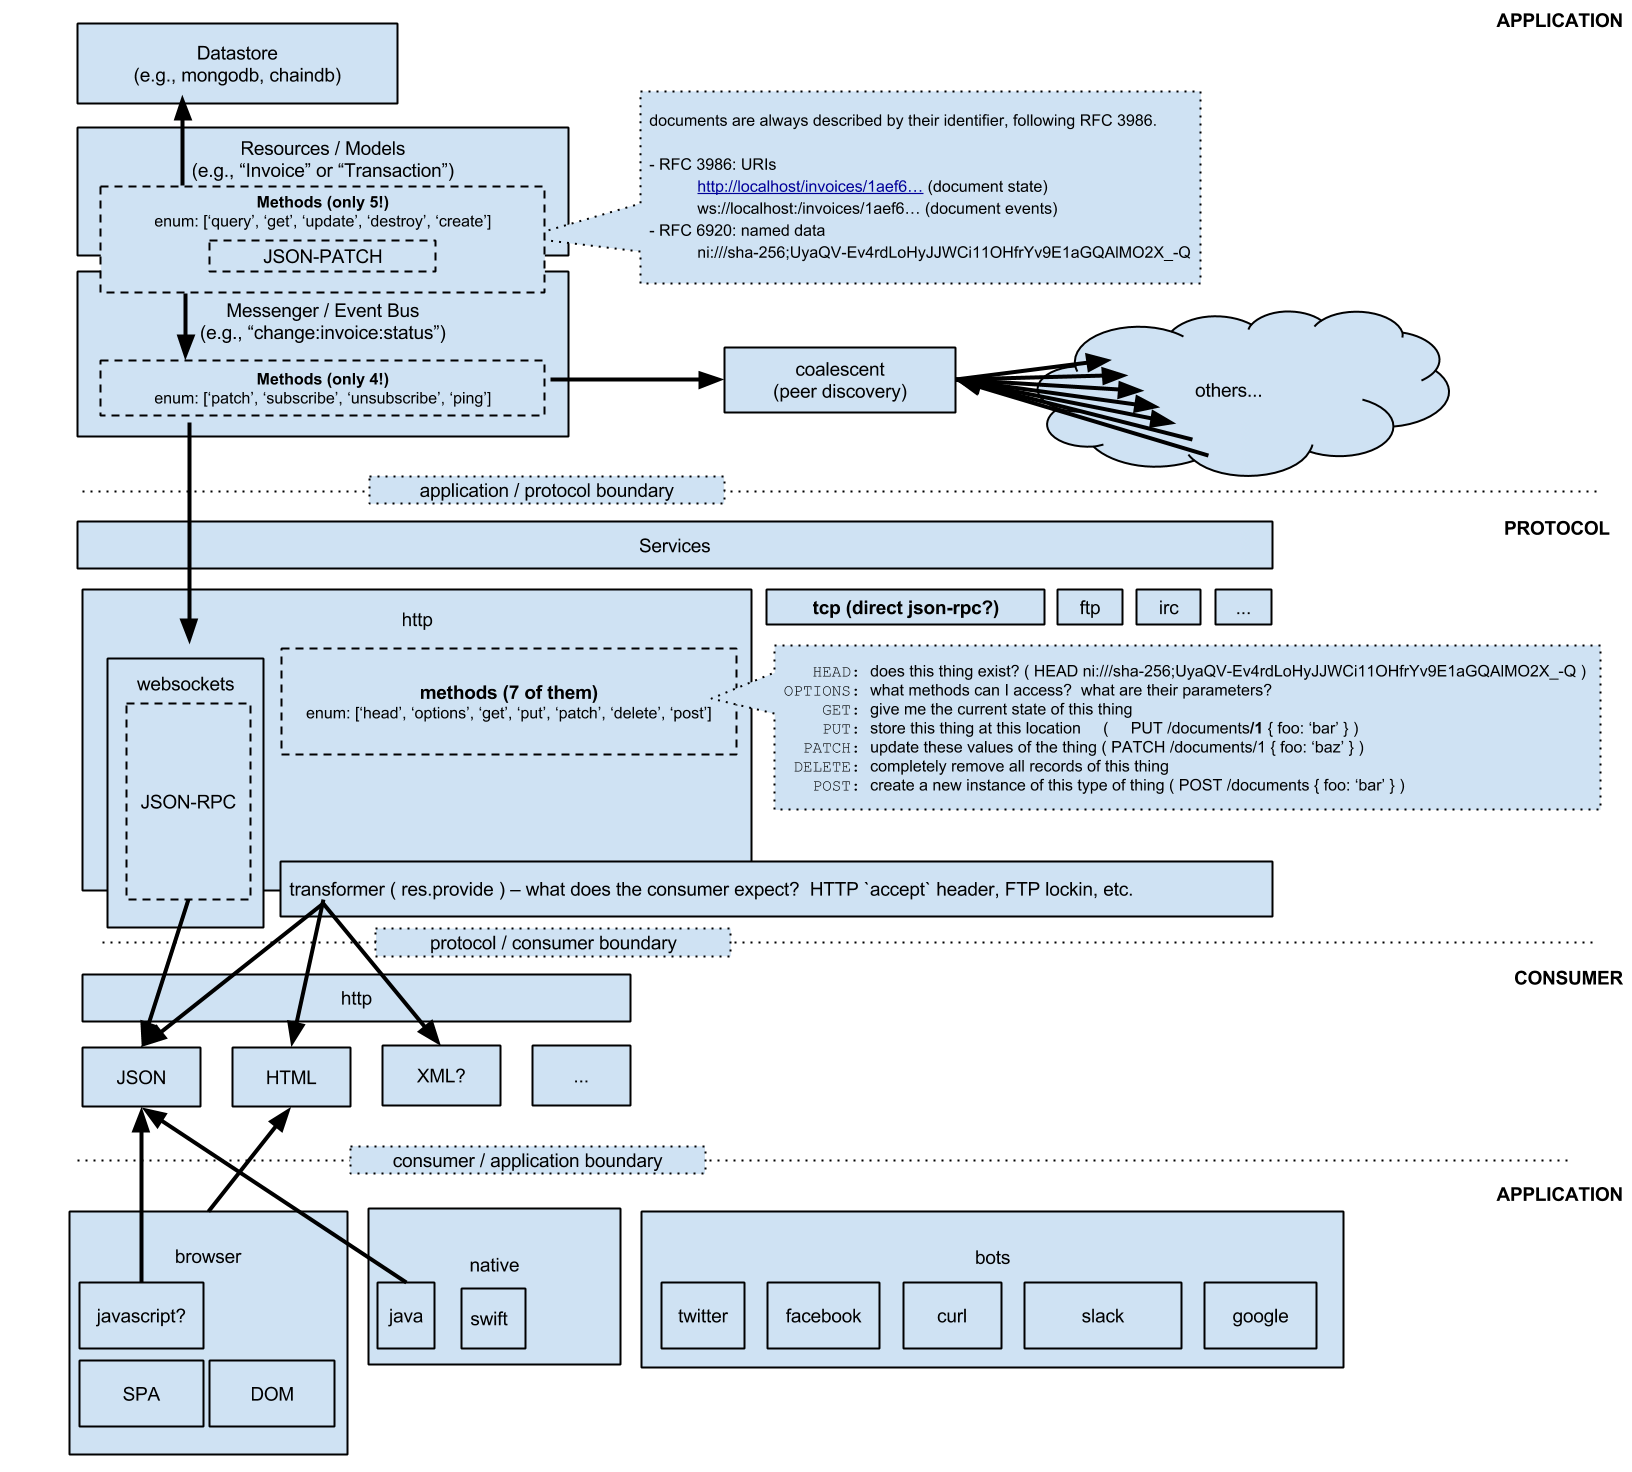 APPLICATION
Datastore
(e.g., mongodb, chaindb)
Resources / Models
(e.g., “Invoice” or “Transaction”)
Methods (only 5!)
enum: [‘query’, ‘get’, ‘update’, ‘destroy’, ‘create’]
JSON-PATCH
documents are always described by their identifier, following RFC 3986.
- RFC 3986: URIs
http://localhost/invoices/1aef6… (document state)
ws://localhost:/invoices/1aef6… (document events)
- RFC 6920: named data
ni:///sha-256;UyaQV-Ev4rdLoHyJJWCi11OHfrYv9E1aGQAlMO2X_-Q
Messenger / Event Bus
(e.g., “change:invoice:status”)
Methods (only 4!)
enum: [‘patch’, ‘subscribe’, ‘unsubscribe’, ‘ping’]
coalescent
(peer discovery)
others...
application / protocol boundary
PROTOCOL
Services
http
tcp (direct json-rpc?)
ftp
irc
...
websockets
JSON-RPC
methods (7 of them)
enum: [‘head’, ‘options’, ‘get’, ‘put’, ‘patch’, ‘delete’, ‘post’]
HEAD: does this thing exist? ( HEAD ni:///sha-256;UyaQV-Ev4rdLoHyJJWCi11OHfrYv9E1aGQAlMO2X_-Q )
OPTIONS: what methods can I access? what are their parameters?
GET: give me the current state of this thing
PUT: store this thing at this location ( PUT /documents/1 { foo: ‘bar’ } )
PATCH: update these values of the thing ( PATCH /documents/1 { foo: ‘baz’ } )
DELETE: completely remove all records of this thing
POST: create a new instance of this type of thing ( POST /documents { foo: ‘bar’ } )
transformer ( res.provide ) – what does the consumer expect? HTTP `accept` header, FTP lockin, etc.
protocol / consumer boundary
CONSUMER
http
JSON
HTML
XML?
...
consumer / application boundary
APPLICATION
browser
javascript?
SPA
DOM
native
java
swift
bots
twitter
facebook
curl
slack
google